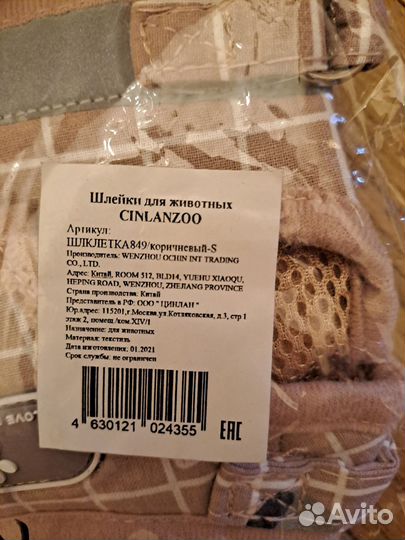 Шлейки для животных
CINLANZOO
Артикул:
ШЛКЛЕТКА849/коричневый-S
Производитель: WENZHOU OCHN INT TRADING
CO., LTD.
Адрес: Китай, ROOM 512, BLD14, YUEHU XIAOQU,
HEPING ROAD, WENZHOU, ZHEJIANG PROVINCE
Страна производства: Китай
Представитель в РФ: ООО " ЦИНЛАН "
Юр.адрес: 115201,г.Москва,ул.Котляковская, д.3, стр 1
этаж 2, помещ./ком.XIV/1
Назначение: для животных
Материал: текстиль
Дата изготовления: 01.2021
Срок службы: не ограничен
4 630121 024355
EAC
LOVE
Avito